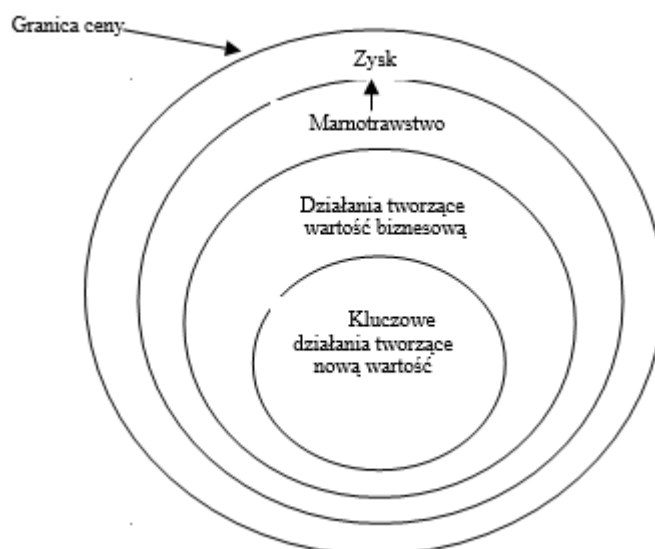 Granica ceny
Zysk
Marnotrawstwo
Działania tworzące
wartość biznesową
Kluczowe
działania tworzące
nową wartość